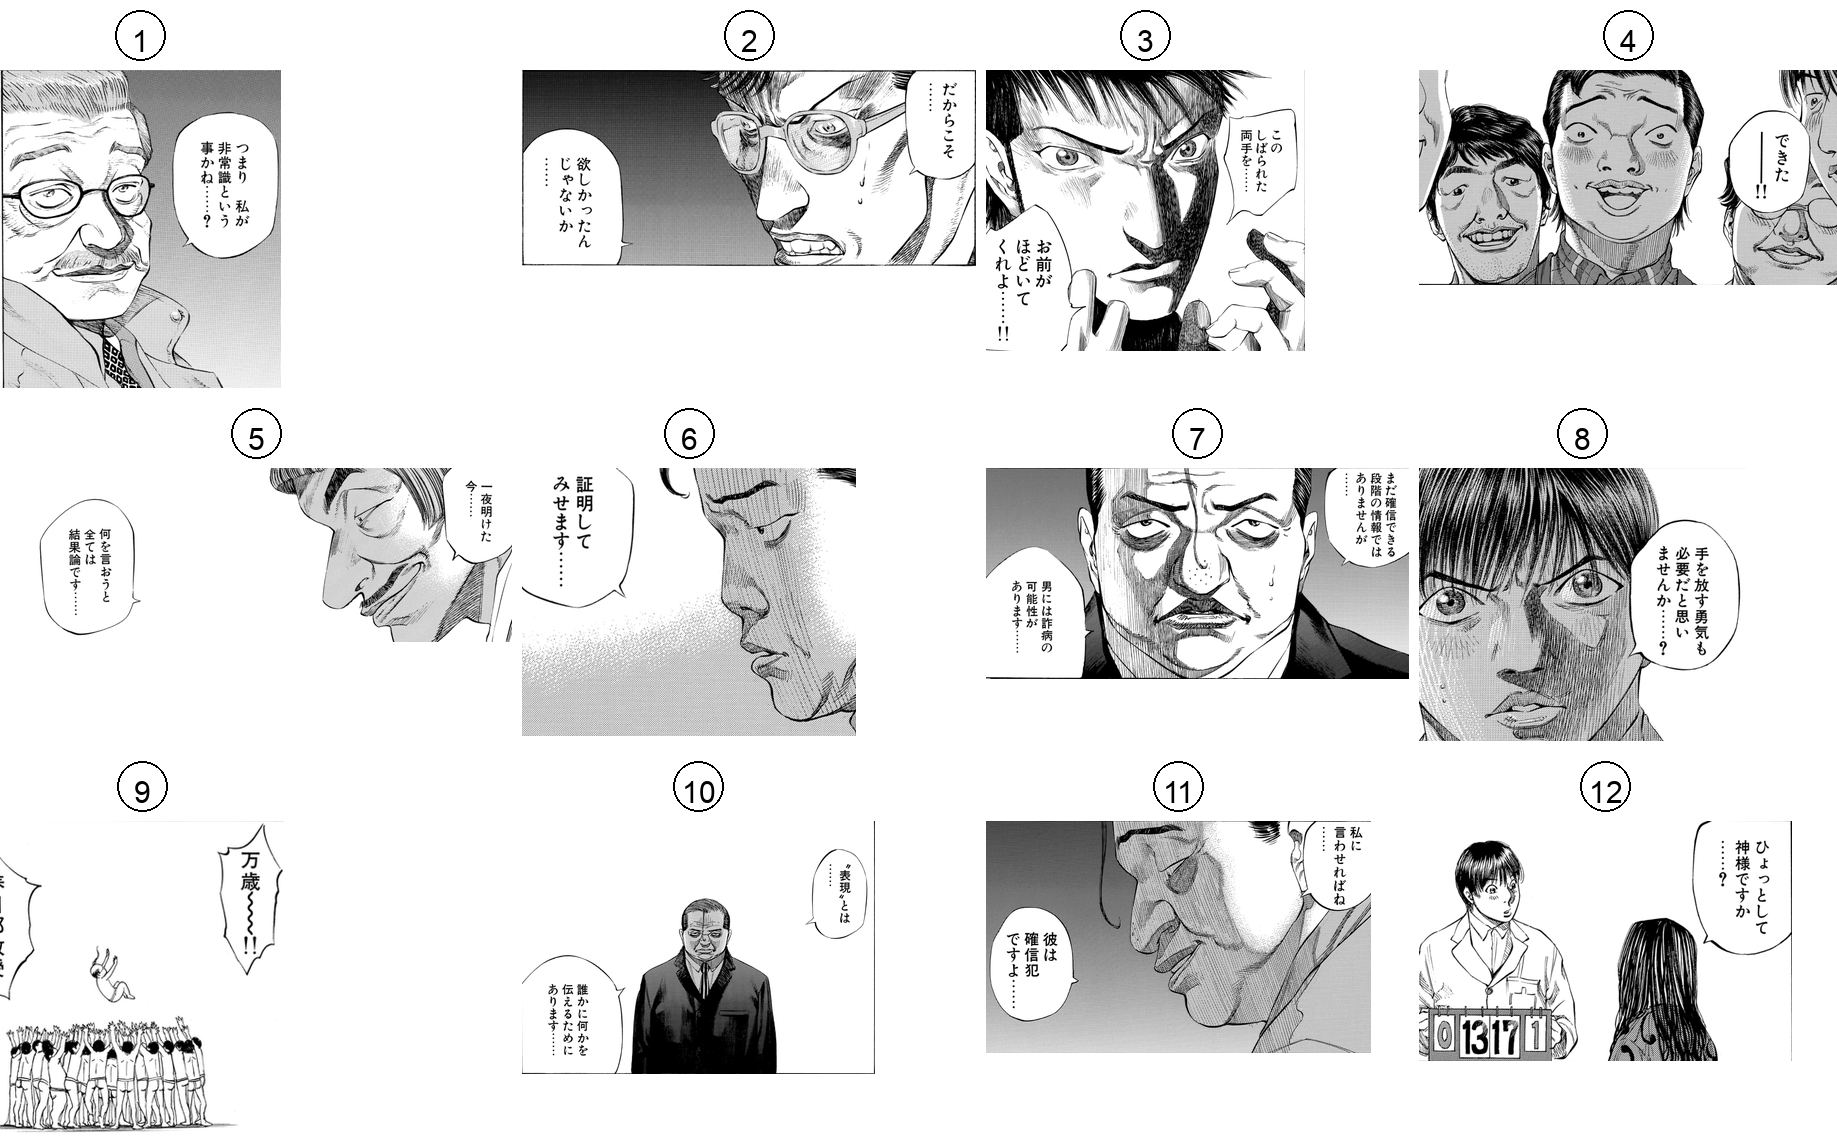 1
つまり 私が
非常識という
事かね……?
2
だからこそ
……
欲しかったん
じゃないか
……
3
この
しばられた
両手を……
お前が
ほどいて
くれよ……!!
4
できた
━━!!
5
一夜明けた
今……
何を言おうと
全ては
結果論です……
6
証明して
みせます……
7
まだ確信できる
段階の情報では
ありませんが
……
男には詐病の
可能性が
あります……
8
手を放す勇気も
必要だと思い
ませんか……?
9
万歳〜〜〜!!
10
〝表現〟とは
……
誰かに何かを
伝えるために
あります……
11
私に
言わせればね
……
彼は
確信犯
ですよ……
12
ひょっとして
神様ですか
……?
0 13 17 1